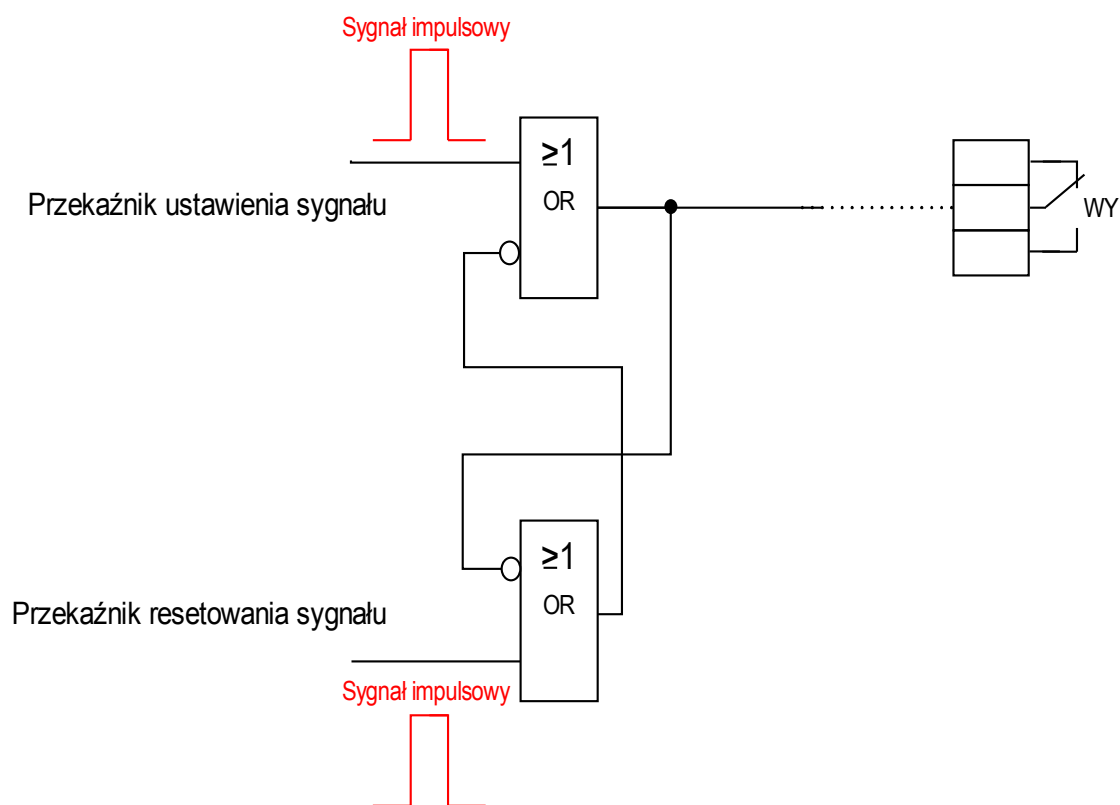 Sygnał impulsowy
≥1
OR
Przekaźnik ustawienia sygnału
WY
≥1
OR
Przekaźnik resetowania sygnału
Sygnał impulsowy